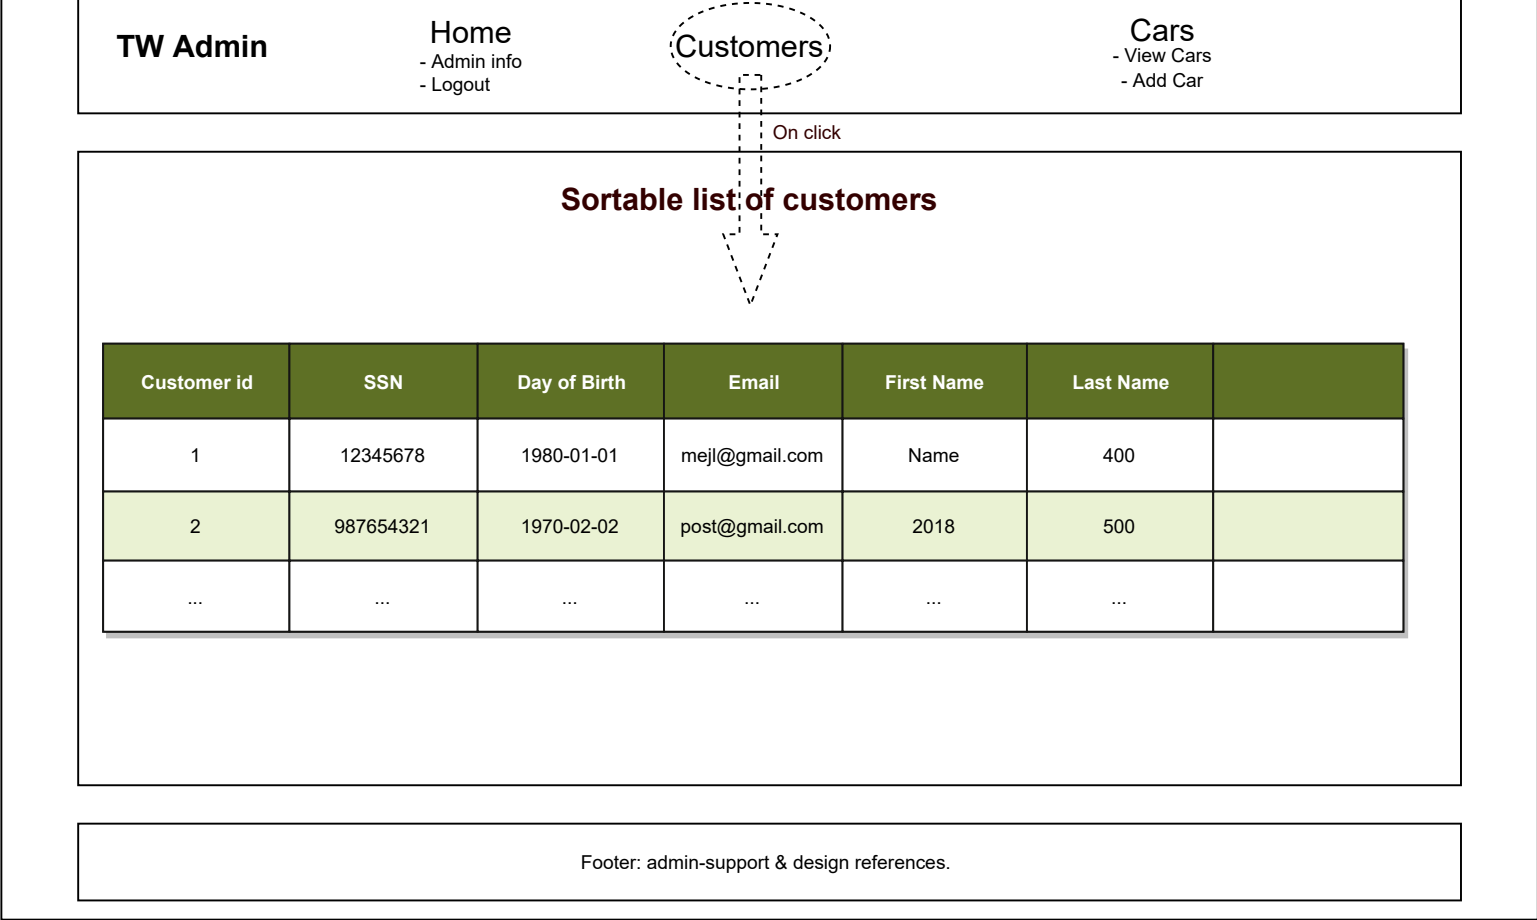 TW Admin
Home
- Admin info
- Logout
Customers
Cars
- View Cars
- Add Car
On click
Sortable list of customers
Customer id SSN Day of Birth Email First Name Last Name
1 12345678 1980-01-01 mejl@gmail.com Name 400
2 987654321 1970-02-02 post@gmail.com 2018 500
... ... ... ... ... ...
Footer: admin-support & design references.